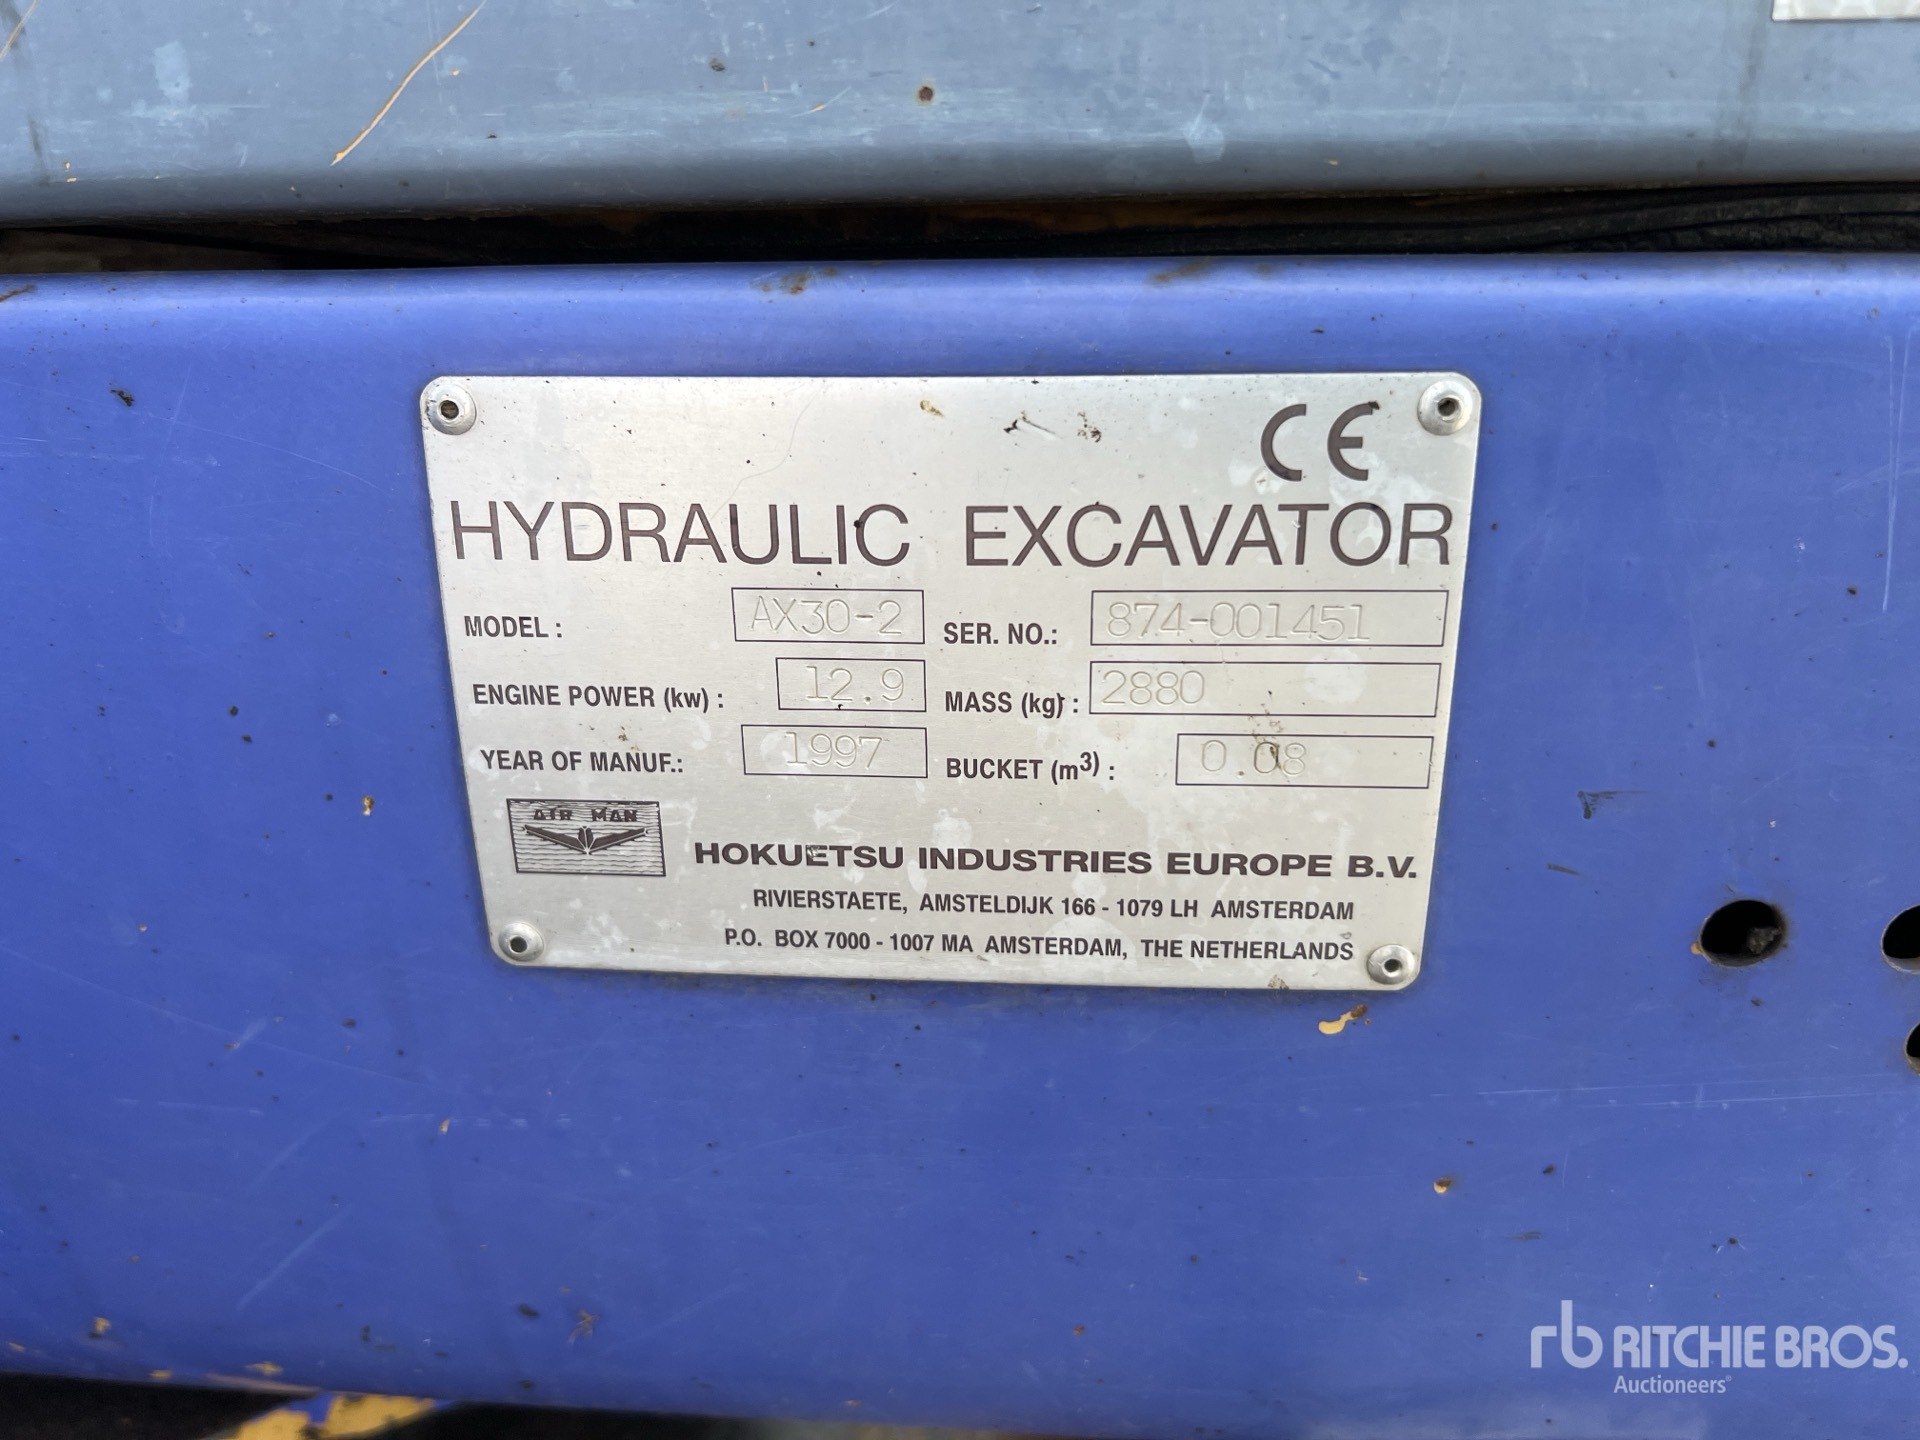 CE
HYDRAULIC EXCAVATOR
MODEL : AX30-2 SER. NO.: 874-001451
ENGINE POWER (kw) : 12.9 MASS (kg) : 2880
YEAR OF MANUF.: 1997 BUCKET (m³) : 0.08
AIR MAN
HOKUETSU INDUSTRIES EUROPE B.V.
RIVIERSTAETE, AMSTELDIJK 166 - 1079 LH AMSTERDAM
P.O. BOX 7000 - 1007 MA AMSTERDAM, THE NETHERLANDS
rb RITCHIE BROS.
Auctioneers